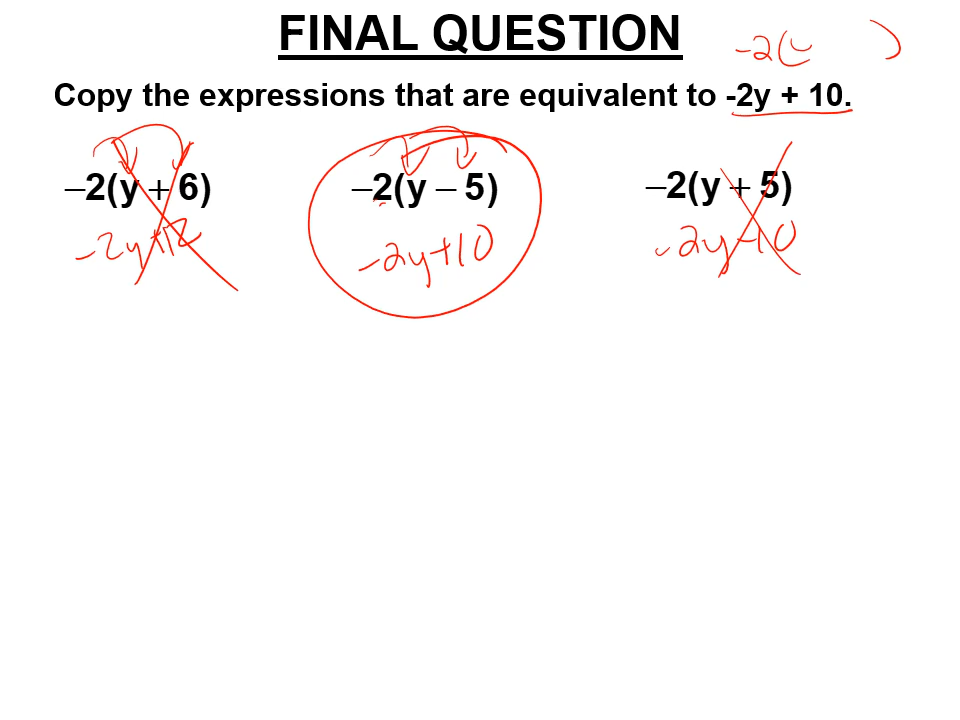 FINAL QUESTION
-2(
)
Copy the expressions that are equivalent to -2y + 10.
−2(y + 6)
−2(y − 5)
−2(y + 5)
-2y+12
-2y+10
-2y-10